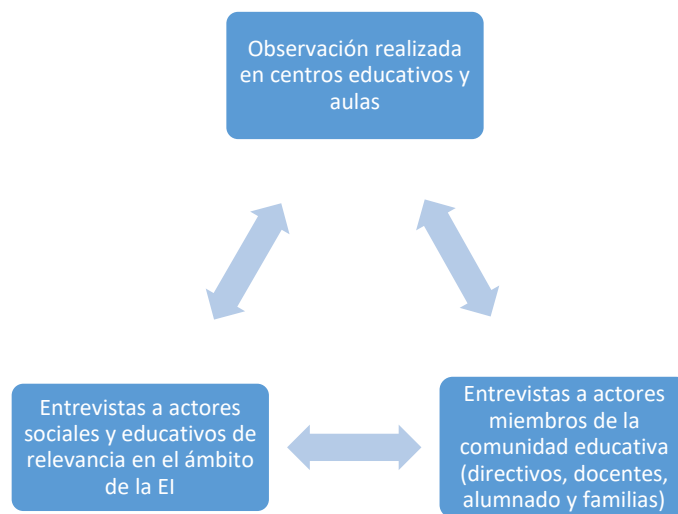 Observación realizada
en centros educativos y
aulas
Entrevistas a actores
sociales y educativos de
relevancia en el ámbito
de la EI
Entrevistas a actores
miembros de la
comunidad educativa
(directivos, docentes,
alumnado y familias)